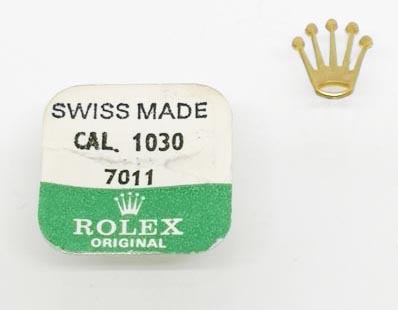 SWISS MADE
CAL. 1030
7011
ROLEX
ORIGINAL